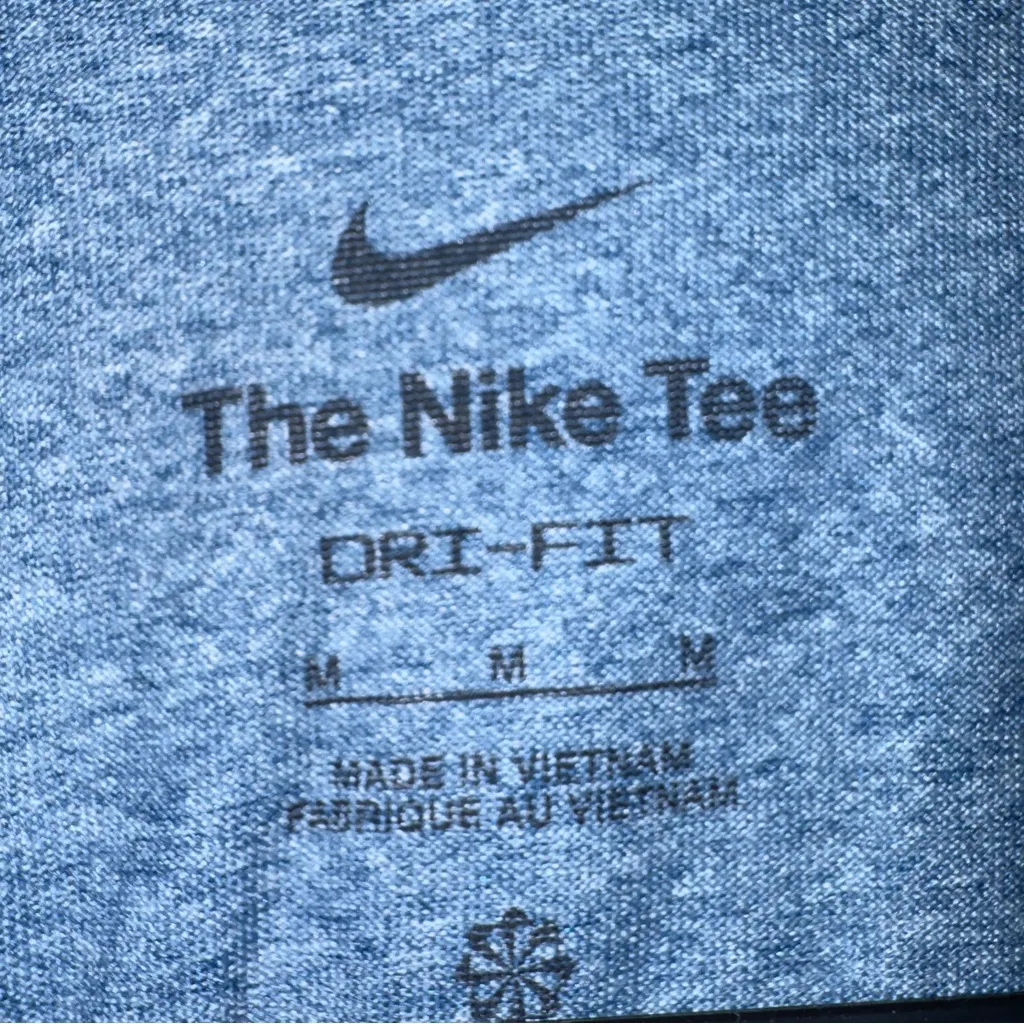 The Nike Tee
DRI-FIT
M M M
MADE IN VIETNAM
FABRIQUE AU VIETNAM